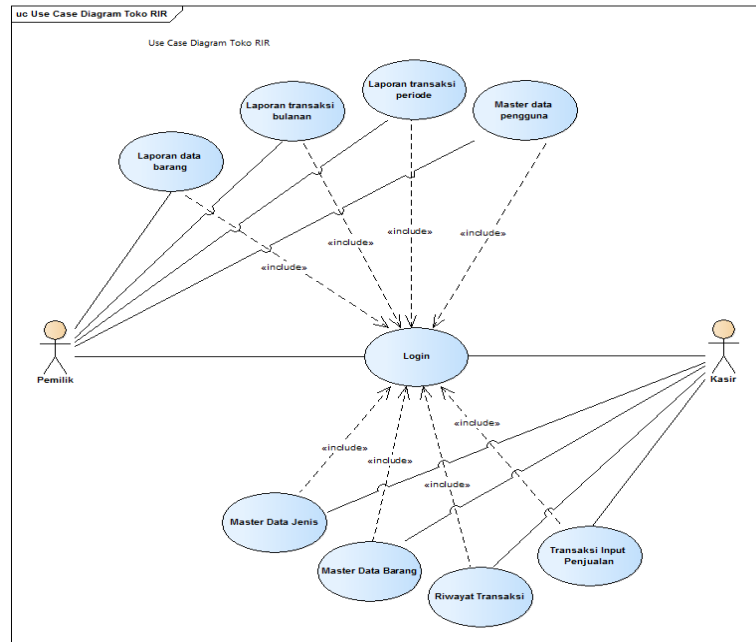 uc Use Case Diagram Toko RIR
Use Case Diagram Toko RIR
Laporan transaksi
periode
Laporan transaksi
bulanan
Master data
pengguna
Laporan data
barang
«include»
«include»
«include»
«include»
Login
Pemilik
Kasir
«include»
«include»
«include»
«include»
Master Data Jenis
Transaksi Input
Penjualan
Master Data Barang
Riwayat Transaksi